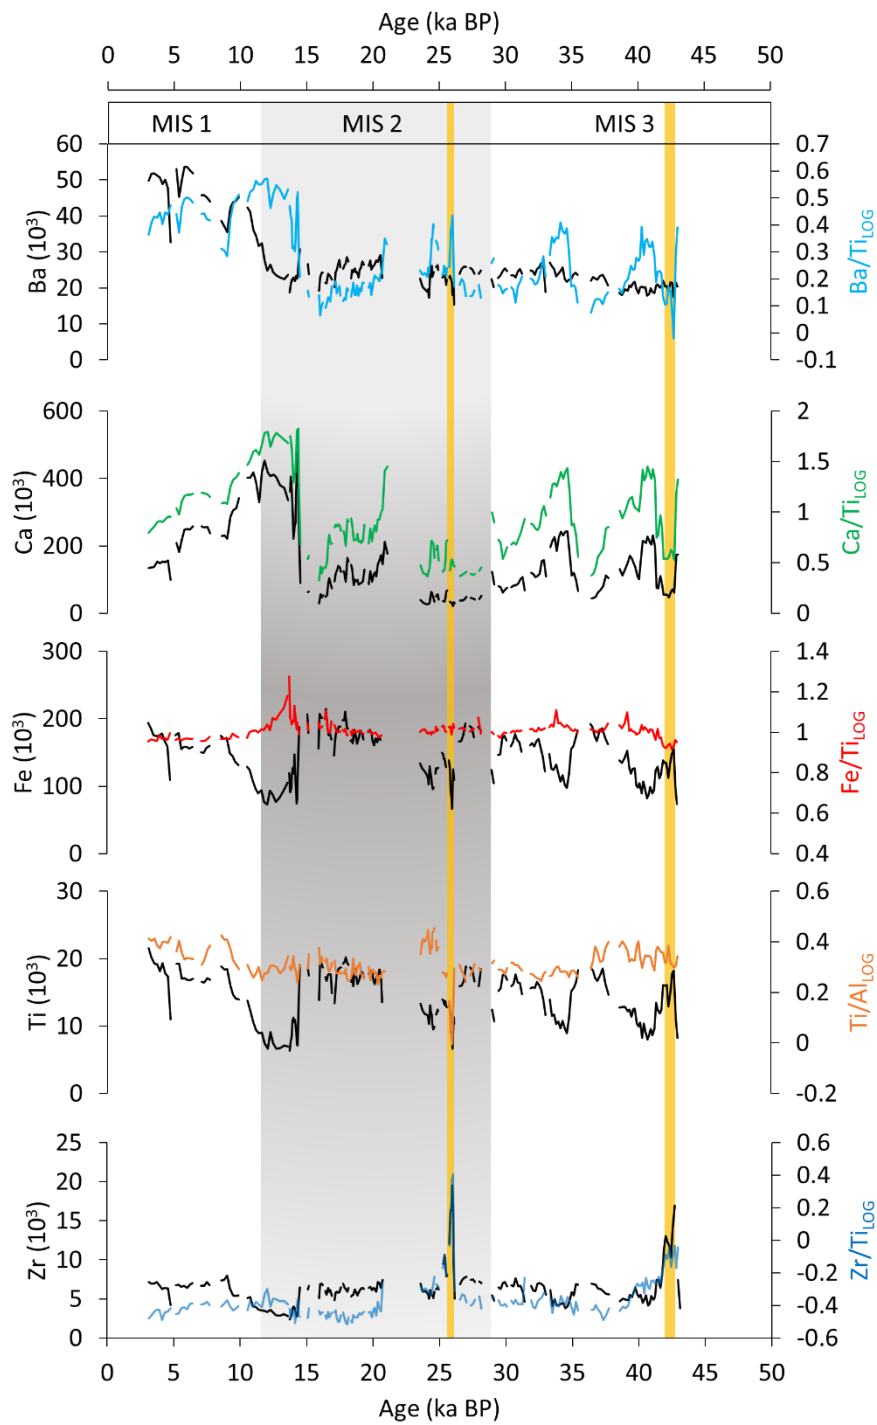 Age (ka BP)
0 5 10 15 20 25 30 35 40 45 50
MIS 1 MIS 2 MIS 3
60 50 40 30 20 10 0
Ba (10³)
0.7 0.6 0.5 0.4 0.3 0.2 0.1 0 -0.1
Ba/TiLOG
600 400 200 0
Ca (10³)
2 1.5 1 0.5 0
Ca/TiLOG
300 200 100 0
Fe (10³)
1.4 1.2 1 0.8 0.6 0.4
Fe/TiLOG
30 20 10 0
Ti (10³)
0.6 0.4 0.2 0 -0.2
Ti/AlLOG
25 20 15 10 5 0
Zr (10³)
0.6 0.4 0.2 0 -0.2 -0.4 -0.6
Zr/TiLOG
0 5 10 15 20 25 30 35 40 45 50
Age (ka BP)